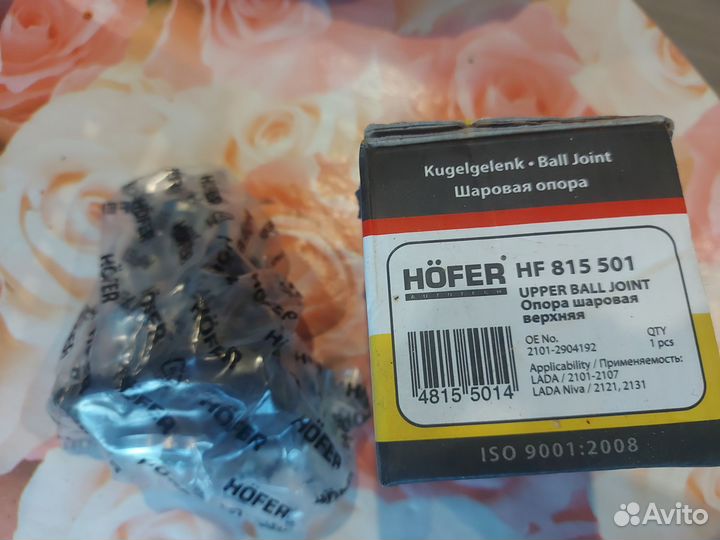 Kugelgelenk • Ball Joint
Шаровая опора
HÖFER
AUTOTECH
HF 815 501
UPPER BALL JOINT
Опора шаровая
верхняя
OE No.
2101-2904192
QTY
1 pcs
Applicability / Применяемость:
LADA / 2101-2107
LADA Niva / 2121, 2131
4815 5014
ISO 9001:2008
HÖFER
HÖFER
HÖFER
HÖFER
Avito